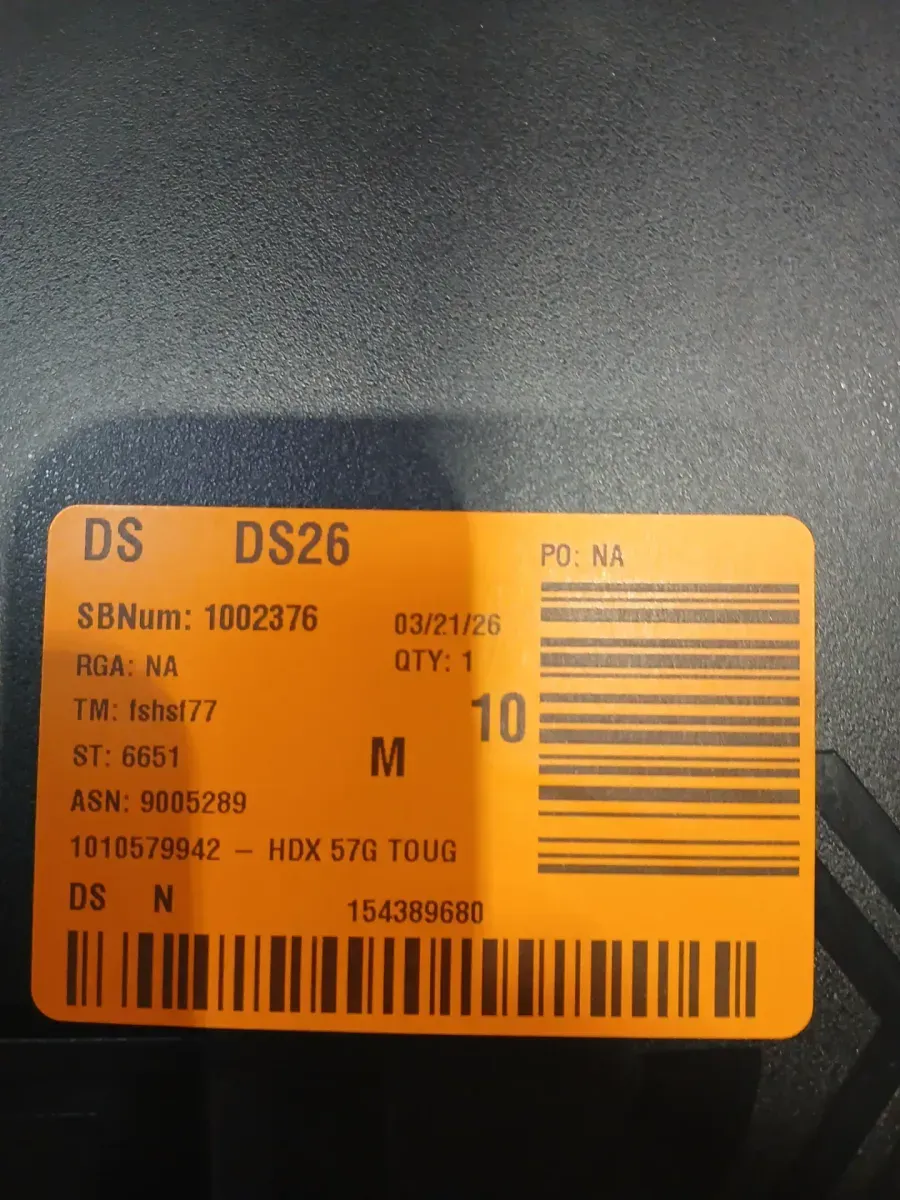 DS DS26
PO: NA
SBNum: 1002376 03/21/26
RGA: NA QTY: 1
TM: fshsf77 10
ST: 6651 M
ASN: 9005289
1010579942 – HDX 57G TOUG
DS N 154389680